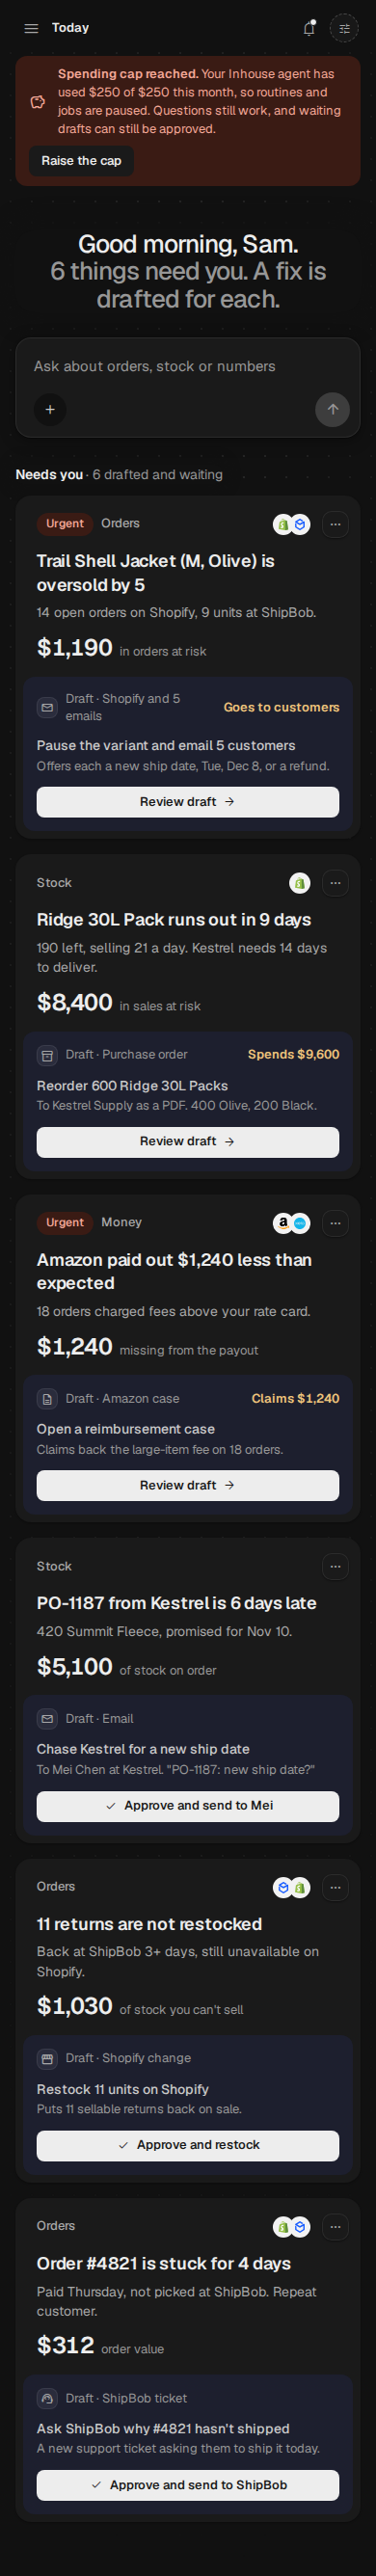 Today
Spending cap reached. Your Inhouse agent has
used $250 of $250 this month, so routines and
jobs are paused. Questions still work, and waiting
drafts can still be approved.
Raise the cap
Good morning, Sam.
6 things need you. A fix is
drafted for each.
Ask about orders, stock or numbers
Needs you · 6 drafted and waiting
Urgent Orders
Trail Shell Jacket (M, Olive) is
oversold by 5
14 open orders on Shopify, 9 units at ShipBob.
$1,190 in orders at risk
Draft · Shopify and 5
emails
Goes to customers
Pause the variant and email 5 customers
Offers each a new ship date, Tue, Dec 8, or a refund.
Review draft →
Stock
Ridge 30L Pack runs out in 9 days
190 left, selling 21 a day. Kestrel needs 14 days
to deliver.
$8,400 in sales at risk
Draft · Purchase order Spends $9,600
Reorder 600 Ridge 30L Packs
To Kestrel Supply as a PDF. 400 Olive, 200 Black.
Review draft →
Urgent Money
Amazon paid out $1,240 less than
expected
18 orders charged fees above your rate card.
$1,240 missing from the payout
Draft · Amazon case Claims $1,240
Open a reimbursement case
Claims back the large-item fee on 18 orders.
Review draft →
Stock
PO-1187 from Kestrel is 6 days late
420 Summit Fleece, promised for Nov 10.
$5,100 of stock on order
Draft · Email
Chase Kestrel for a new ship date
To Mei Chen at Kestrel. "PO-1187: new ship date?"
Approve and send to Mei
Orders
11 returns are not restocked
Back at ShipBob 3+ days, still unavailable on
Shopify.
$1,030 of stock you can't sell
Draft · Shopify change
Restock 11 units on Shopify
Puts 11 sellable returns back on sale.
Approve and restock
Orders
Order #4821 is stuck for 4 days
Paid Thursday, not picked at ShipBob. Repeat
customer.
$312 order value
Draft · ShipBob ticket
Ask ShipBob why #4821 hasn't shipped
A new support ticket asking them to ship it today.
Approve and send to ShipBob